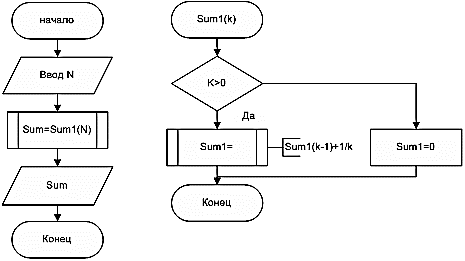 начало
Ввод N
Sum=Sum1(N)
Sum
Конец
Sum1(k)
K>0
Да
Sum1=
Sum1(k-1)+1/k
Sum1=0
Конец